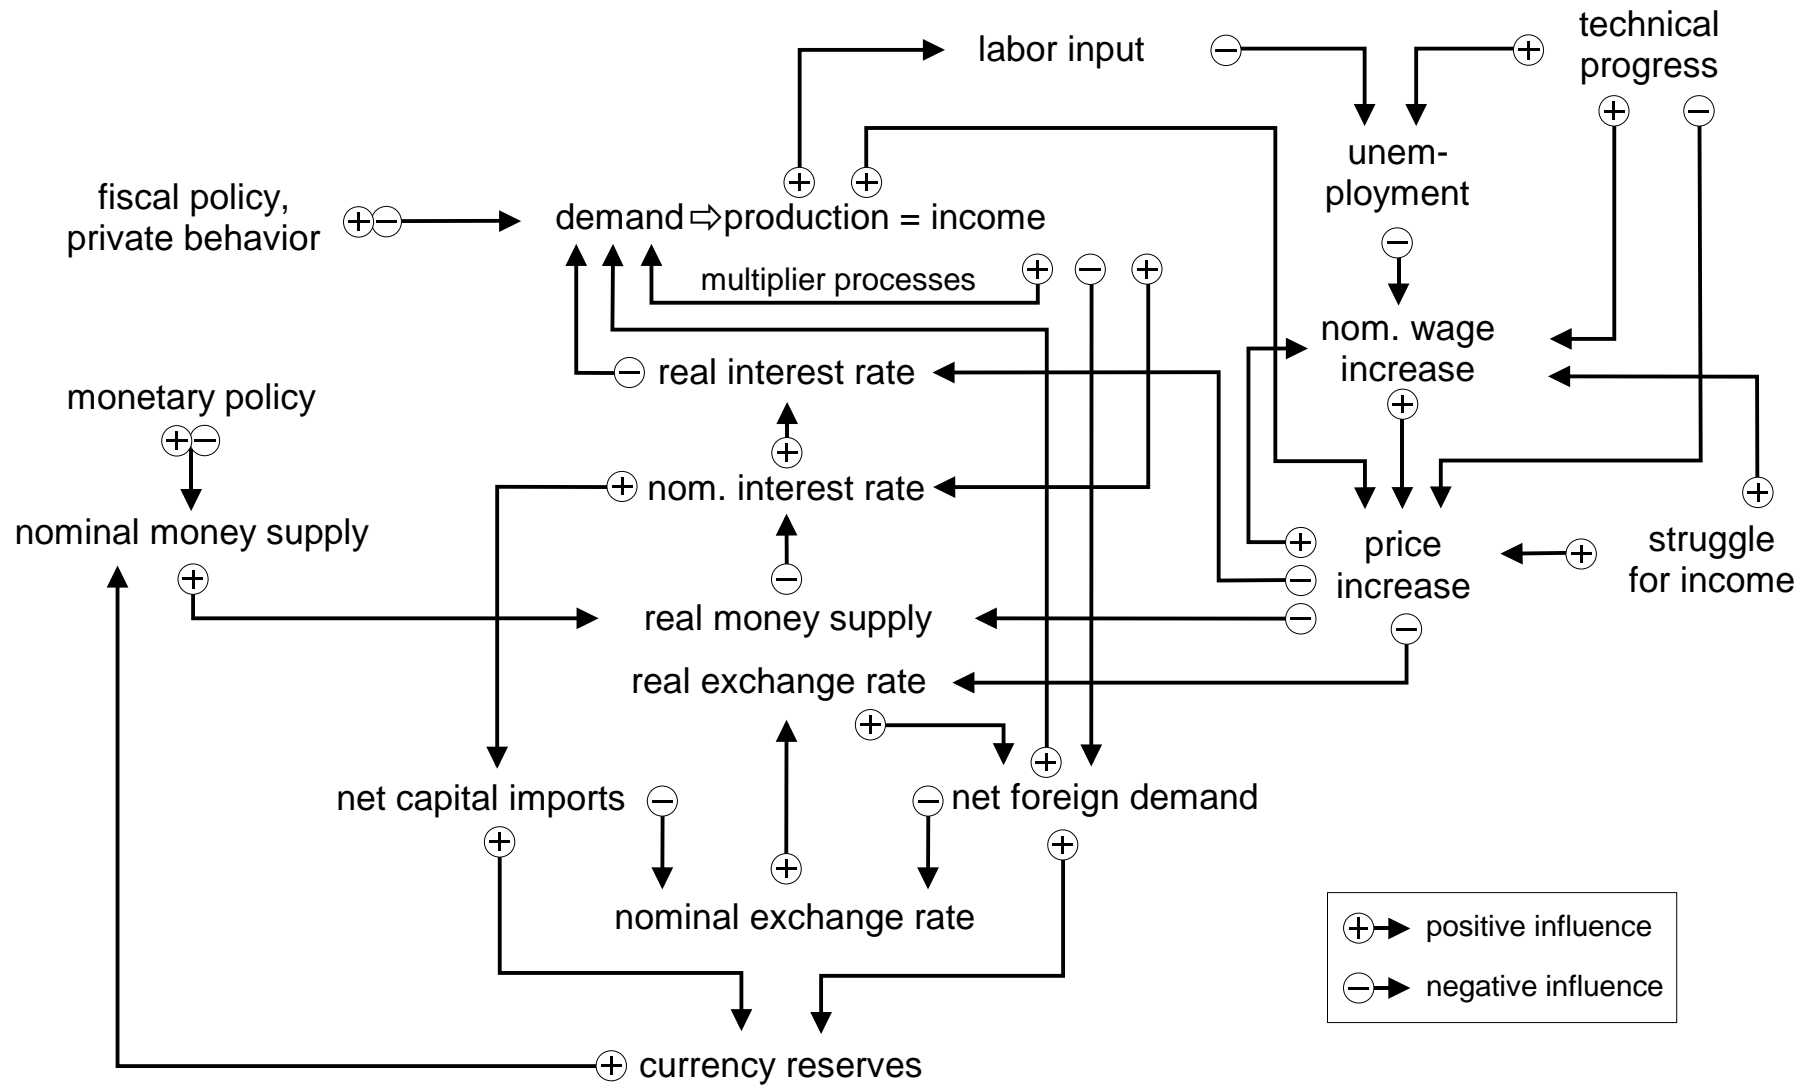 technical
progress
labor input
unem-
ployment
fiscal policy,
private behavior
demand ⇨ production = income
multiplier processes
nom. wage
increase
real interest rate
monetary policy
nom. interest rate
nominal money supply
price
increase
struggle
for income
real money supply
real exchange rate
net capital imports
net foreign demand
nominal exchange rate
positive influence
negative influence
currency reserves